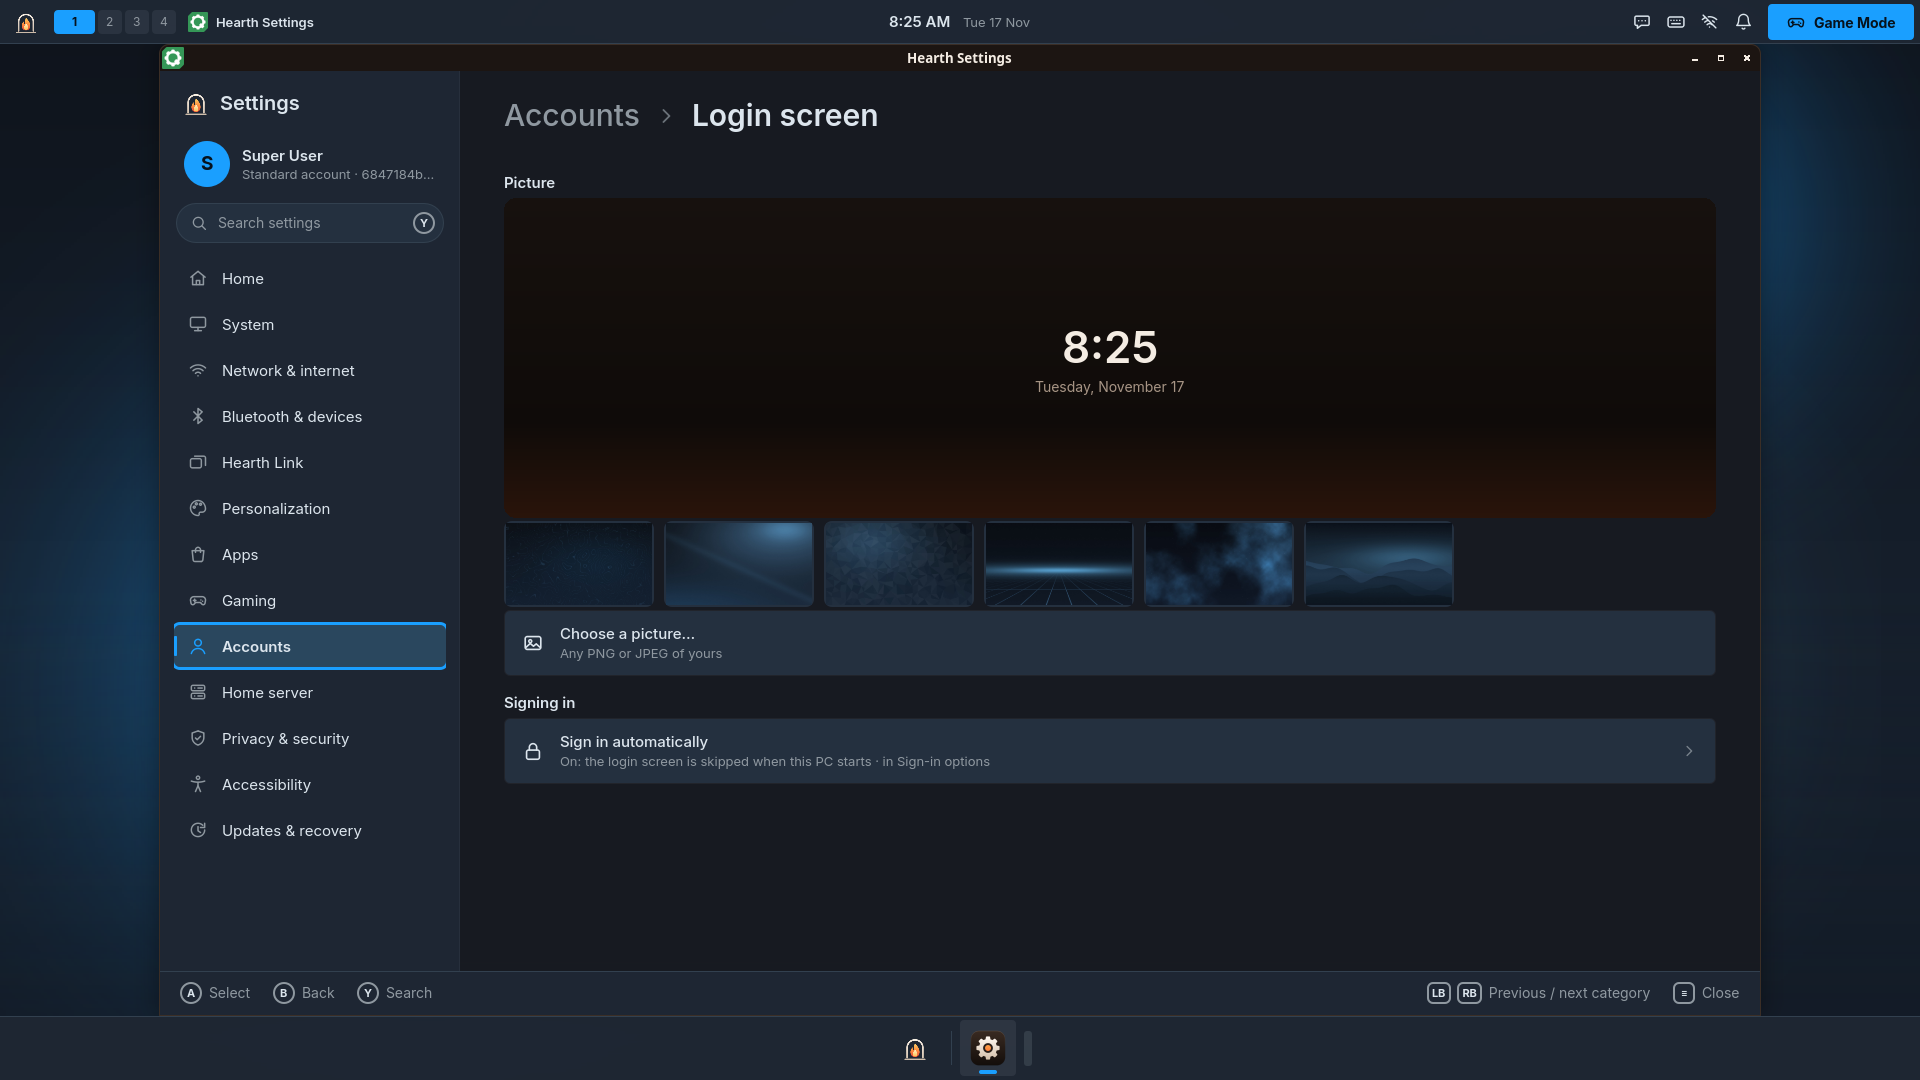 1 2 3 4 Hearth Settings
8:25 AM Tue 17 Nov
Game Mode
Hearth Settings
Settings
S
Super User
Standard account · 6847184b...
Search settings Y
Home
System
Network & internet
Bluetooth & devices
Hearth Link
Personalization
Apps
Gaming
Accounts
Home server
Privacy & security
Accessibility
Updates & recovery
Accounts > Login screen
Picture
8:25
Tuesday, November 17
Choose a picture...
Any PNG or JPEG of yours
Signing in
Sign in automatically
On: the login screen is skipped when this PC starts · in Sign-in options
A Select B Back Y Search
LB RB Previous / next category ≡ Close